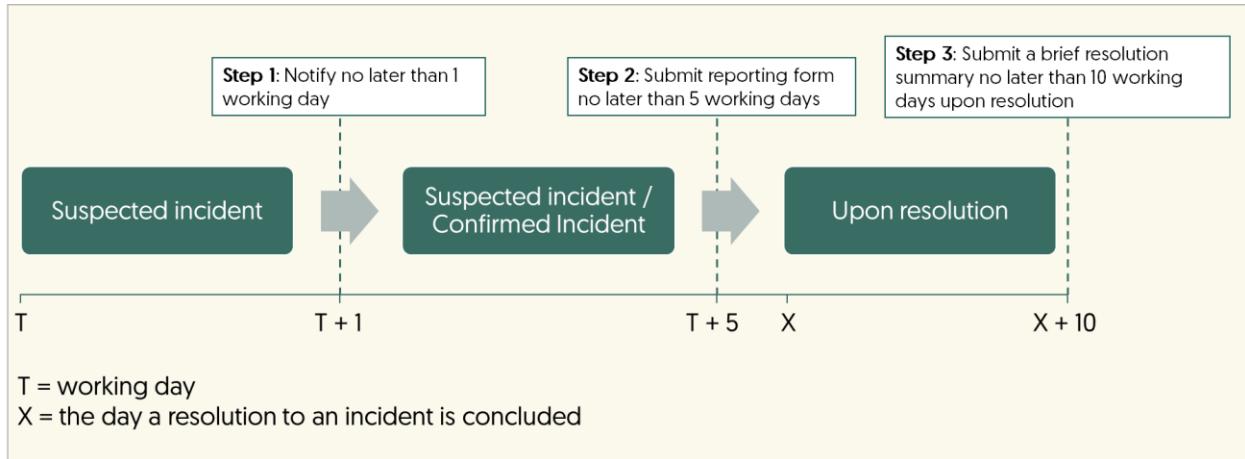 Step 1: Notify no later than 1
working day
Step 2: Submit reporting form
no later than 5 working days
Step 3: Submit a brief resolution
summary no later than 10 working
days upon resolution
Suspected incident
Suspected incident /
Confirmed Incident
Upon resolution
T
T + 1
T + 5
X
X + 10
T = working day
X = the day a resolution to an incident is concluded